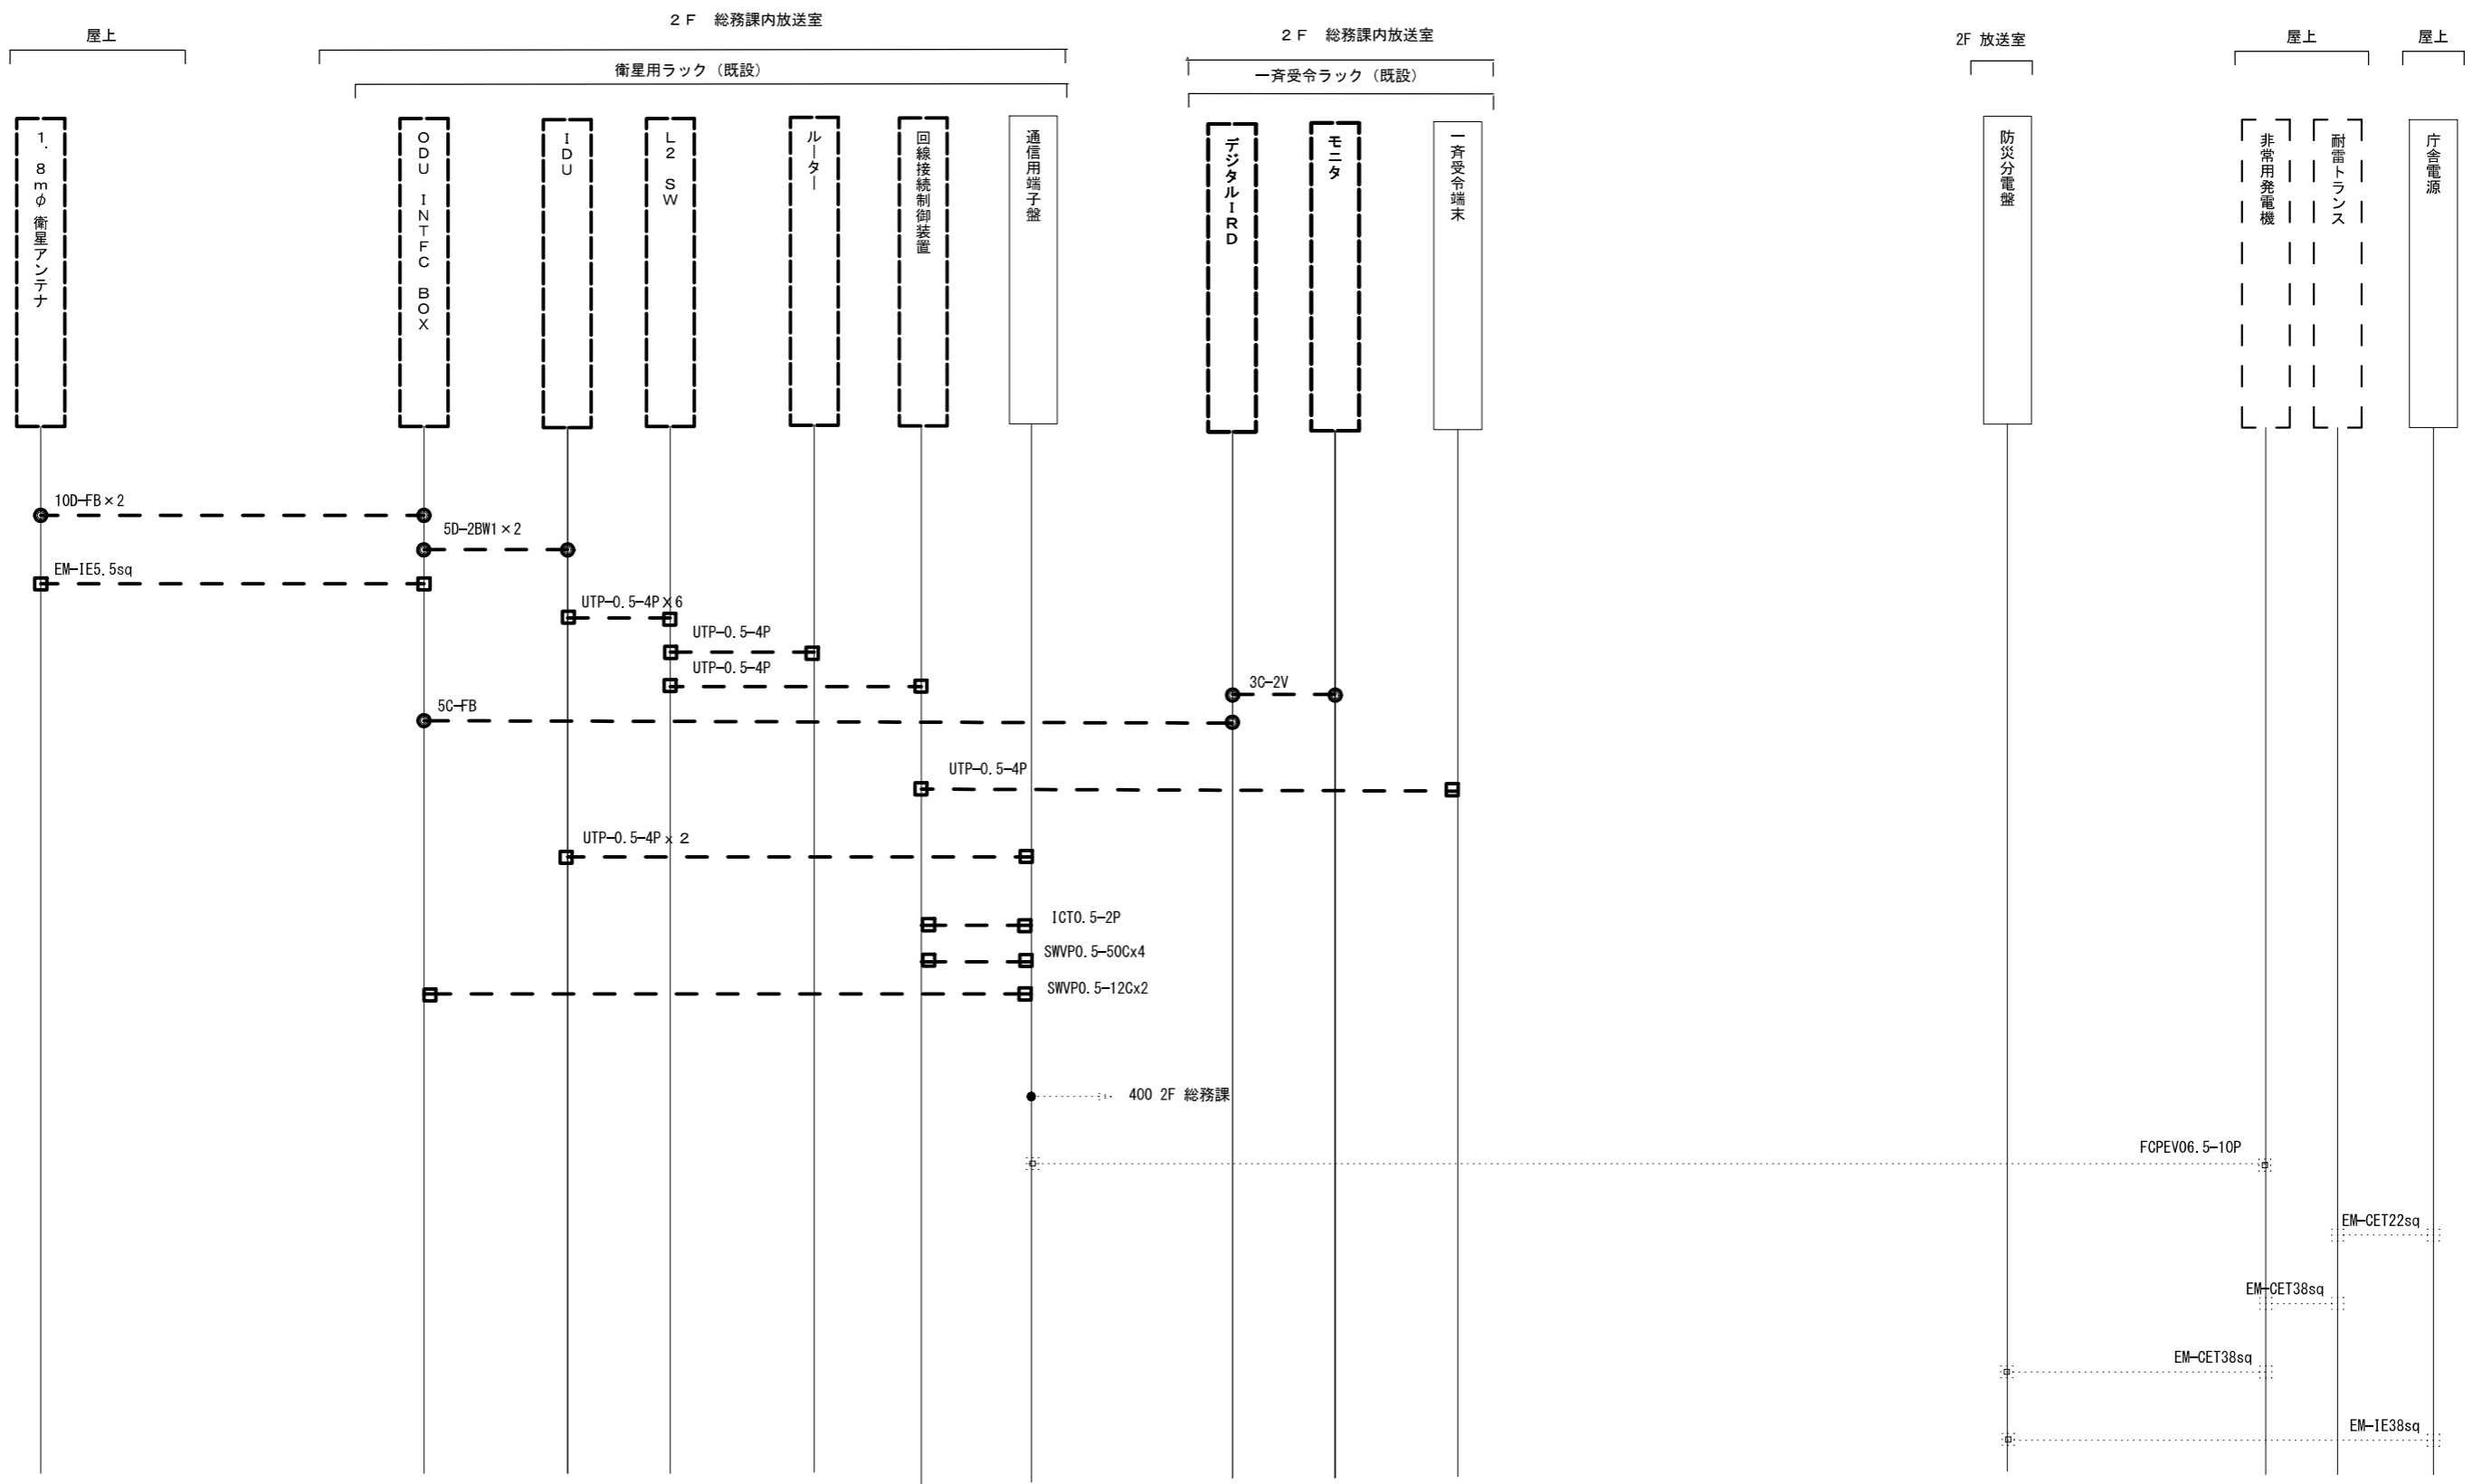 屋上
２Ｆ　総務課内放送室
２Ｆ　総務課内放送室
2F 放送室
屋上
屋上
衛星用ラック（既設）
一斉受令ラック（既設）
１．８ｍφ 衛星アンテナ
ＯＤＵ　ＩＮＴＦＣ　ＢＯＸ
ＩＤＵ
Ｌ２　ＳＷ
ルーター
回線接続制御装置
通信用端子盤
デジタルＩＲＤ
モニタ
一斉受令端末
防災分電盤
非常用発電機
耐雷トランス
庁舎電源
10D-FB×2
5D-2BW1×2
EM-IE5.5sq
UTP-0.5-4P×6
UTP-0.5-4P
UTP-0.5-4P
3C-2V
5C-FB
UTP-0.5-4P
UTP-0.5-4Px２
ICT0.5-2P
SWVP0.5-50Cx4
SWVP0.5-12Cx2
400 2F 総務課
FCPEV06.5-10P
EM-CET22sq
EM-CET38sq
EM-CET38sq
EM-IE38sq